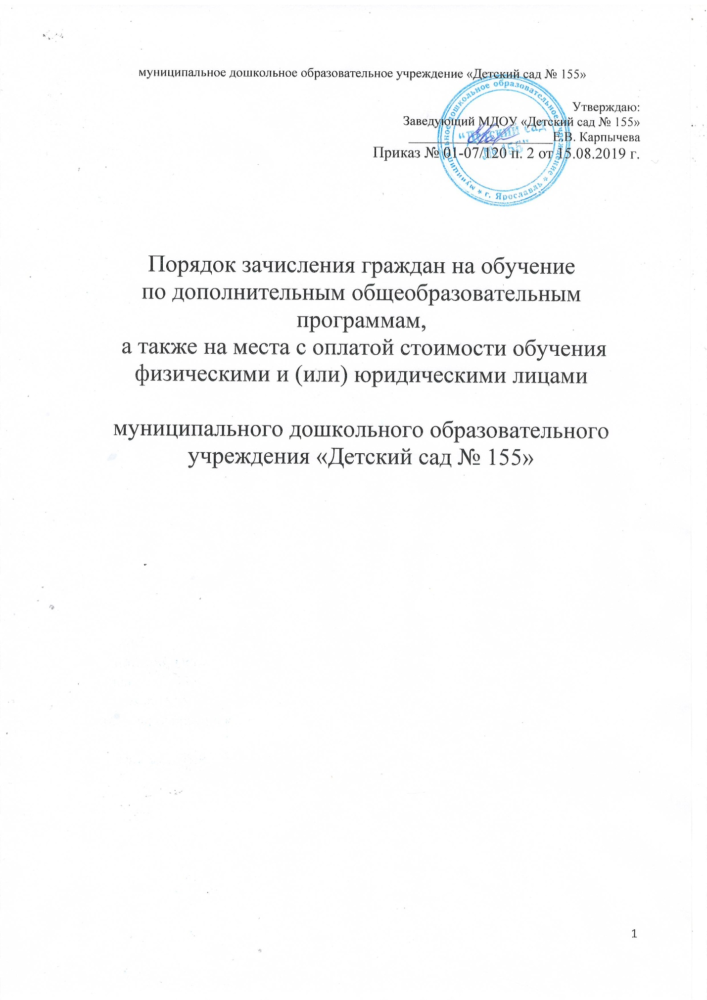 муниципальное дошкольное образовательное учреждение «Детский сад № 155»
Утверждаю:
Заведующий МДОУ «Детский сад № 155»
Е.В. Карпычева
Приказ № 01-07/120 п. 2 от 15.08.2019 г.
муниципальное дошкольное образовательное учреждение * г. Ярославль *
"Детский сад
№ 155"
Порядок зачисления граждан на обучение
по дополнительным общеобразовательным
программам,
а также на места с оплатой стоимости обучения
физическими и (или) юридическими лицами
муниципального дошкольного образовательного
учреждения «Детский сад № 155»
1